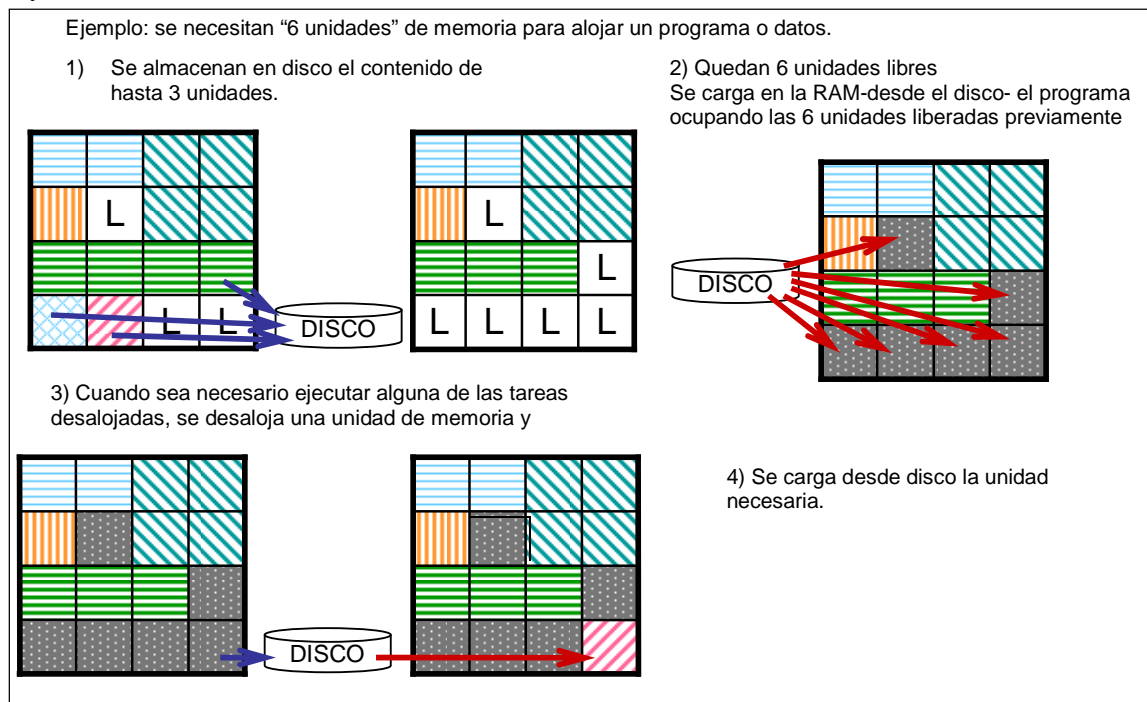 Ejemplo: se necesitan “6 unidades” de memoria para alojar un programa o datos.
1) Se almacenan en disco el contenido de
hasta 3 unidades.
2) Quedan 6 unidades libres
Se carga en la RAM-desde el disco- el programa
ocupando las 6 unidades liberadas previamente
L
L L
DISCO
L
L
L L L L
DISCO
3) Cuando sea necesario ejecutar alguna de las tareas
desalojadas, se desaloja una unidad de memoria y
DISCO
4) Se carga desde disco la unidad
necesaria.